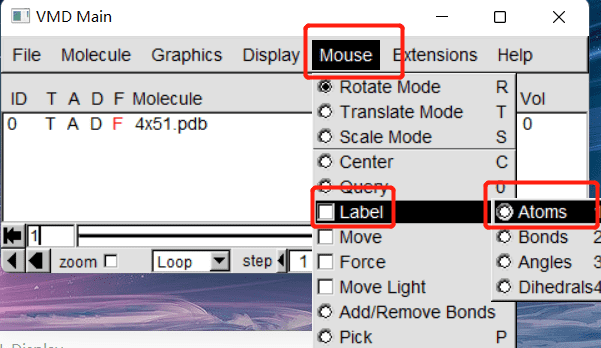 VMD Main
File Molecule Graphics Display Mouse Extensions Help
ID T A D F Molecule Vol
0 T A D F 4x51.pdb 0
Rotate Mode R
Translate Mode T
Scale Mode S
Center C
Query 0
Label Atoms
Move Bonds 2
Force Angles 3
Move Light Dihedrals4
Add/Remove Bonds
Pick P
1
zoom Loop step 1
Display